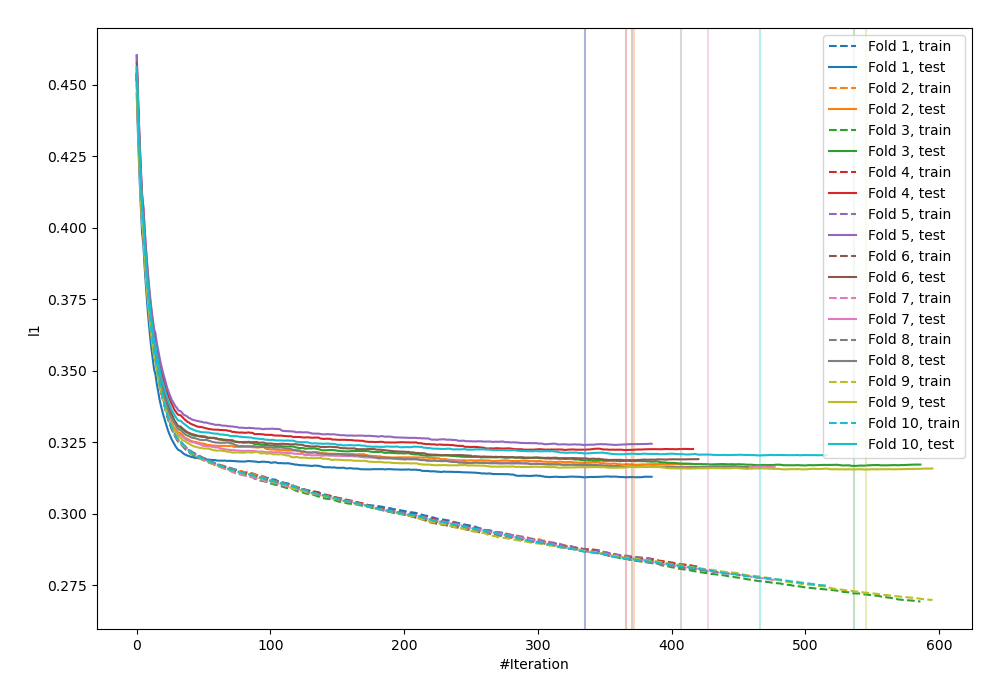 0.450
0.425
0.400
0.375
0.350
0.325
0.300
0.275
l1
0
100
200
300
400
500
600
#Iteration
Fold 1, train
Fold 1, test
Fold 2, train
Fold 2, test
Fold 3, train
Fold 3, test
Fold 4, train
Fold 4, test
Fold 5, train
Fold 5, test
Fold 6, train
Fold 6, test
Fold 7, train
Fold 7, test
Fold 8, train
Fold 8, test
Fold 9, train
Fold 9, test
Fold 10, train
Fold 10, test